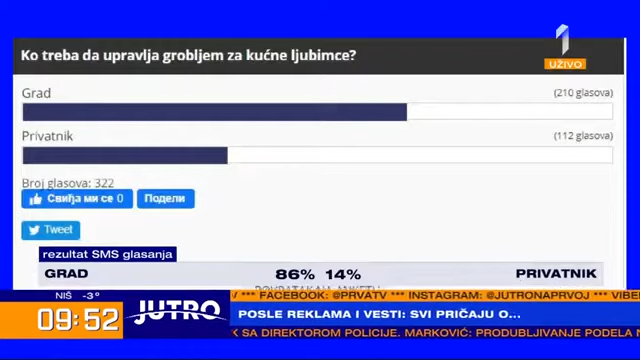 1
UŽIVO
Ko treba da upravlja grobljem za kućne ljubimce?
Grad (210 glasova)
Privatnik (112 glasova)
Broj glasova: 322
Свиђа ми се 0 Подели
Tweet
rezultat SMS glasanja
GRAD 86% 14% PRIVATNIK
NIŠ -3°
*** FACEBOOK: @PRVATV *** INSTAGRAM: @JUTRONAPRVOJ *** VIBE
09:52 JUTRO POSLE REKLAMA I VESTI: SVI PRIČAJU O...
K SA DIREKTOROM POLICIJE. MARKOVIĆ: PRODUBLJIVANJE PODELA N